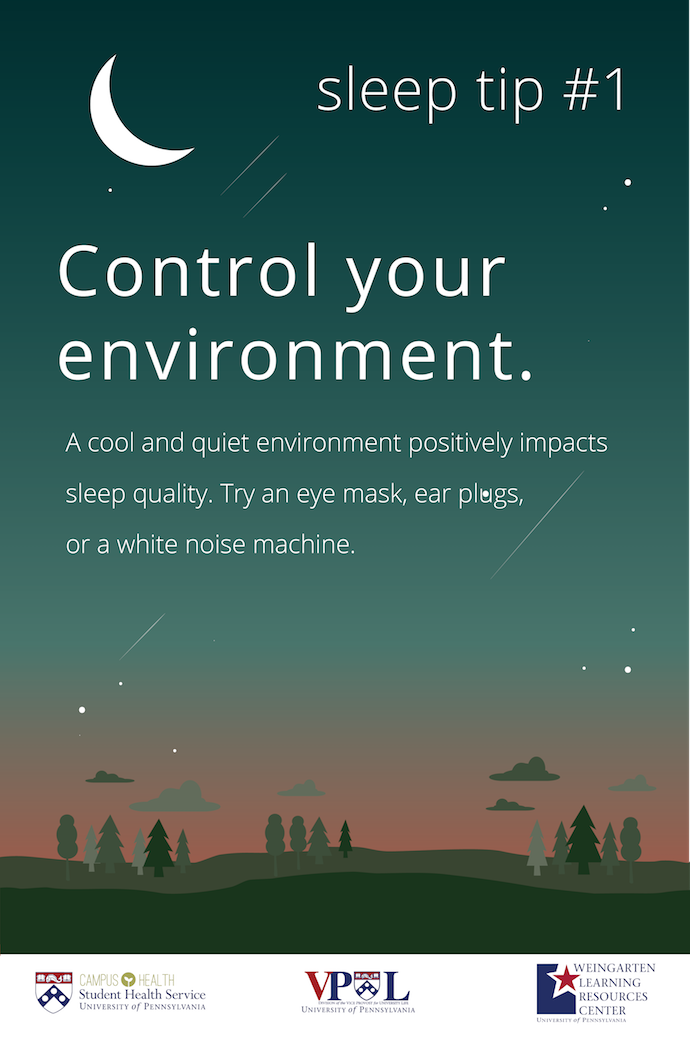 sleep tip #1
Control your
environment.
A cool and quiet environment positively impacts
sleep quality. Try an eye mask, ear plugs,
or a white noise machine.
CAMPUS HEALTH
Student Health Service
UNIVERSITY of PENNSYLVANIA
VPUL
DIVISION of the VICE PROVOST for UNIVERSITY LIFE
UNIVERSITY of PENNSYLVANIA
WEINGARTEN
LEARNING
RESOURCES
CENTER
UNIVERSITY of PENNSYLVANIA